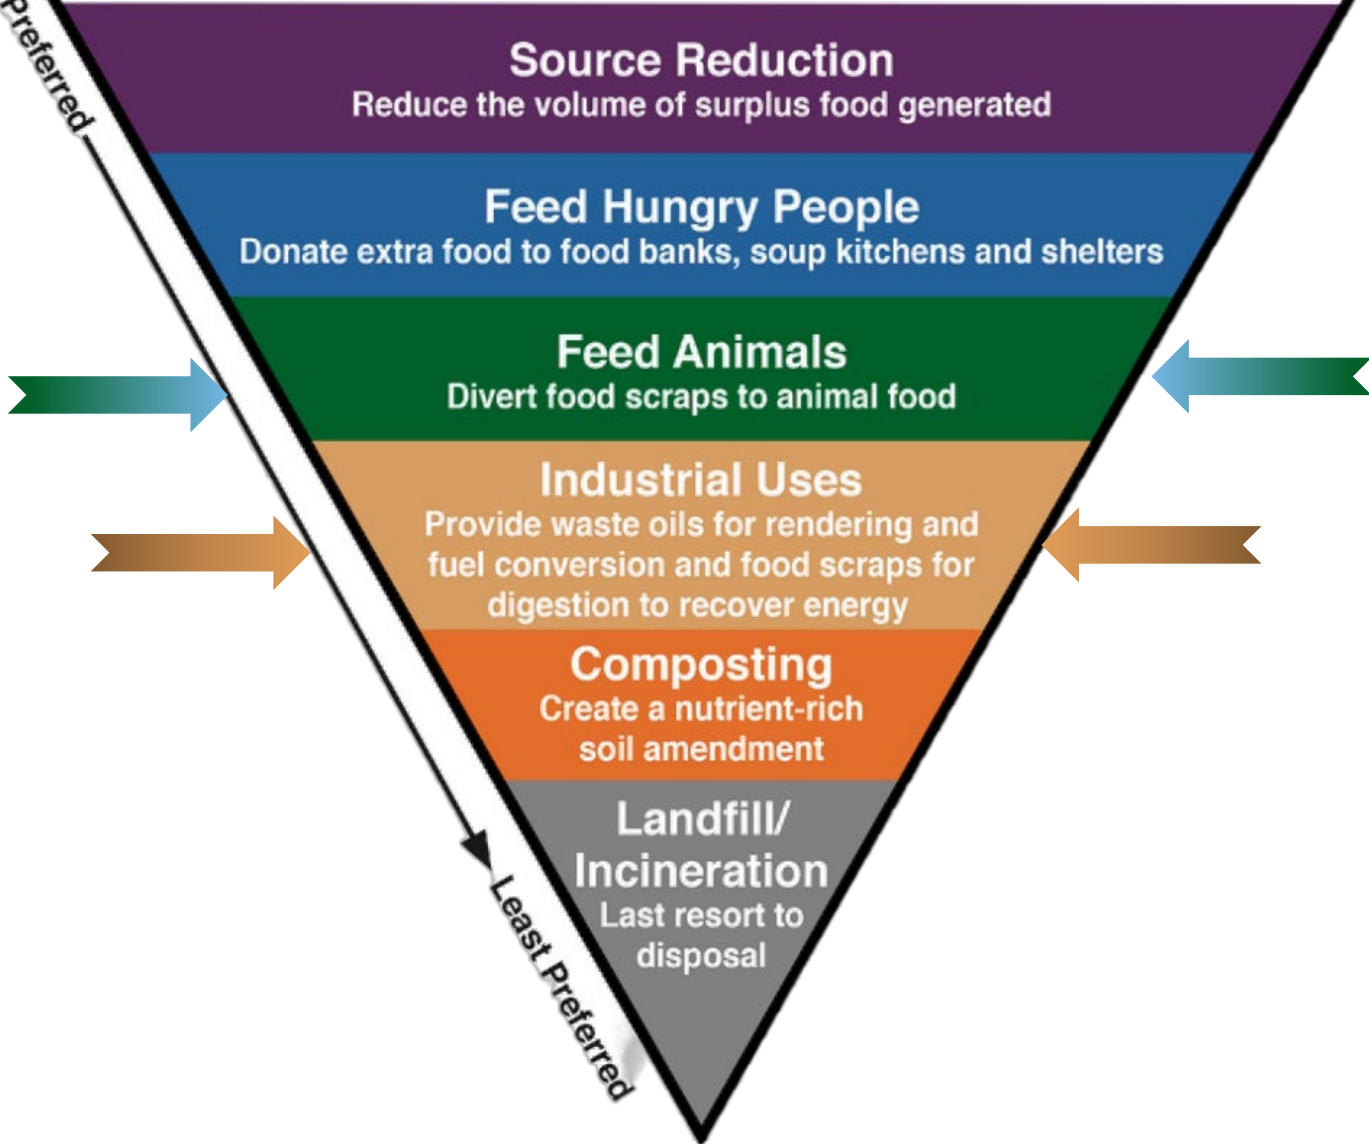 Preferred
Source Reduction
Reduce the volume of surplus food generated
Feed Hungry People
Donate extra food to food banks, soup kitchens and shelters
Feed Animals
Divert food scraps to animal food
Industrial Uses
Provide waste oils for rendering and
fuel conversion and food scraps for
digestion to recover energy
Composting
Create a nutrient-rich
soil amendment
Landfill/
Incineration
Last resort to
disposal
Least Preferred